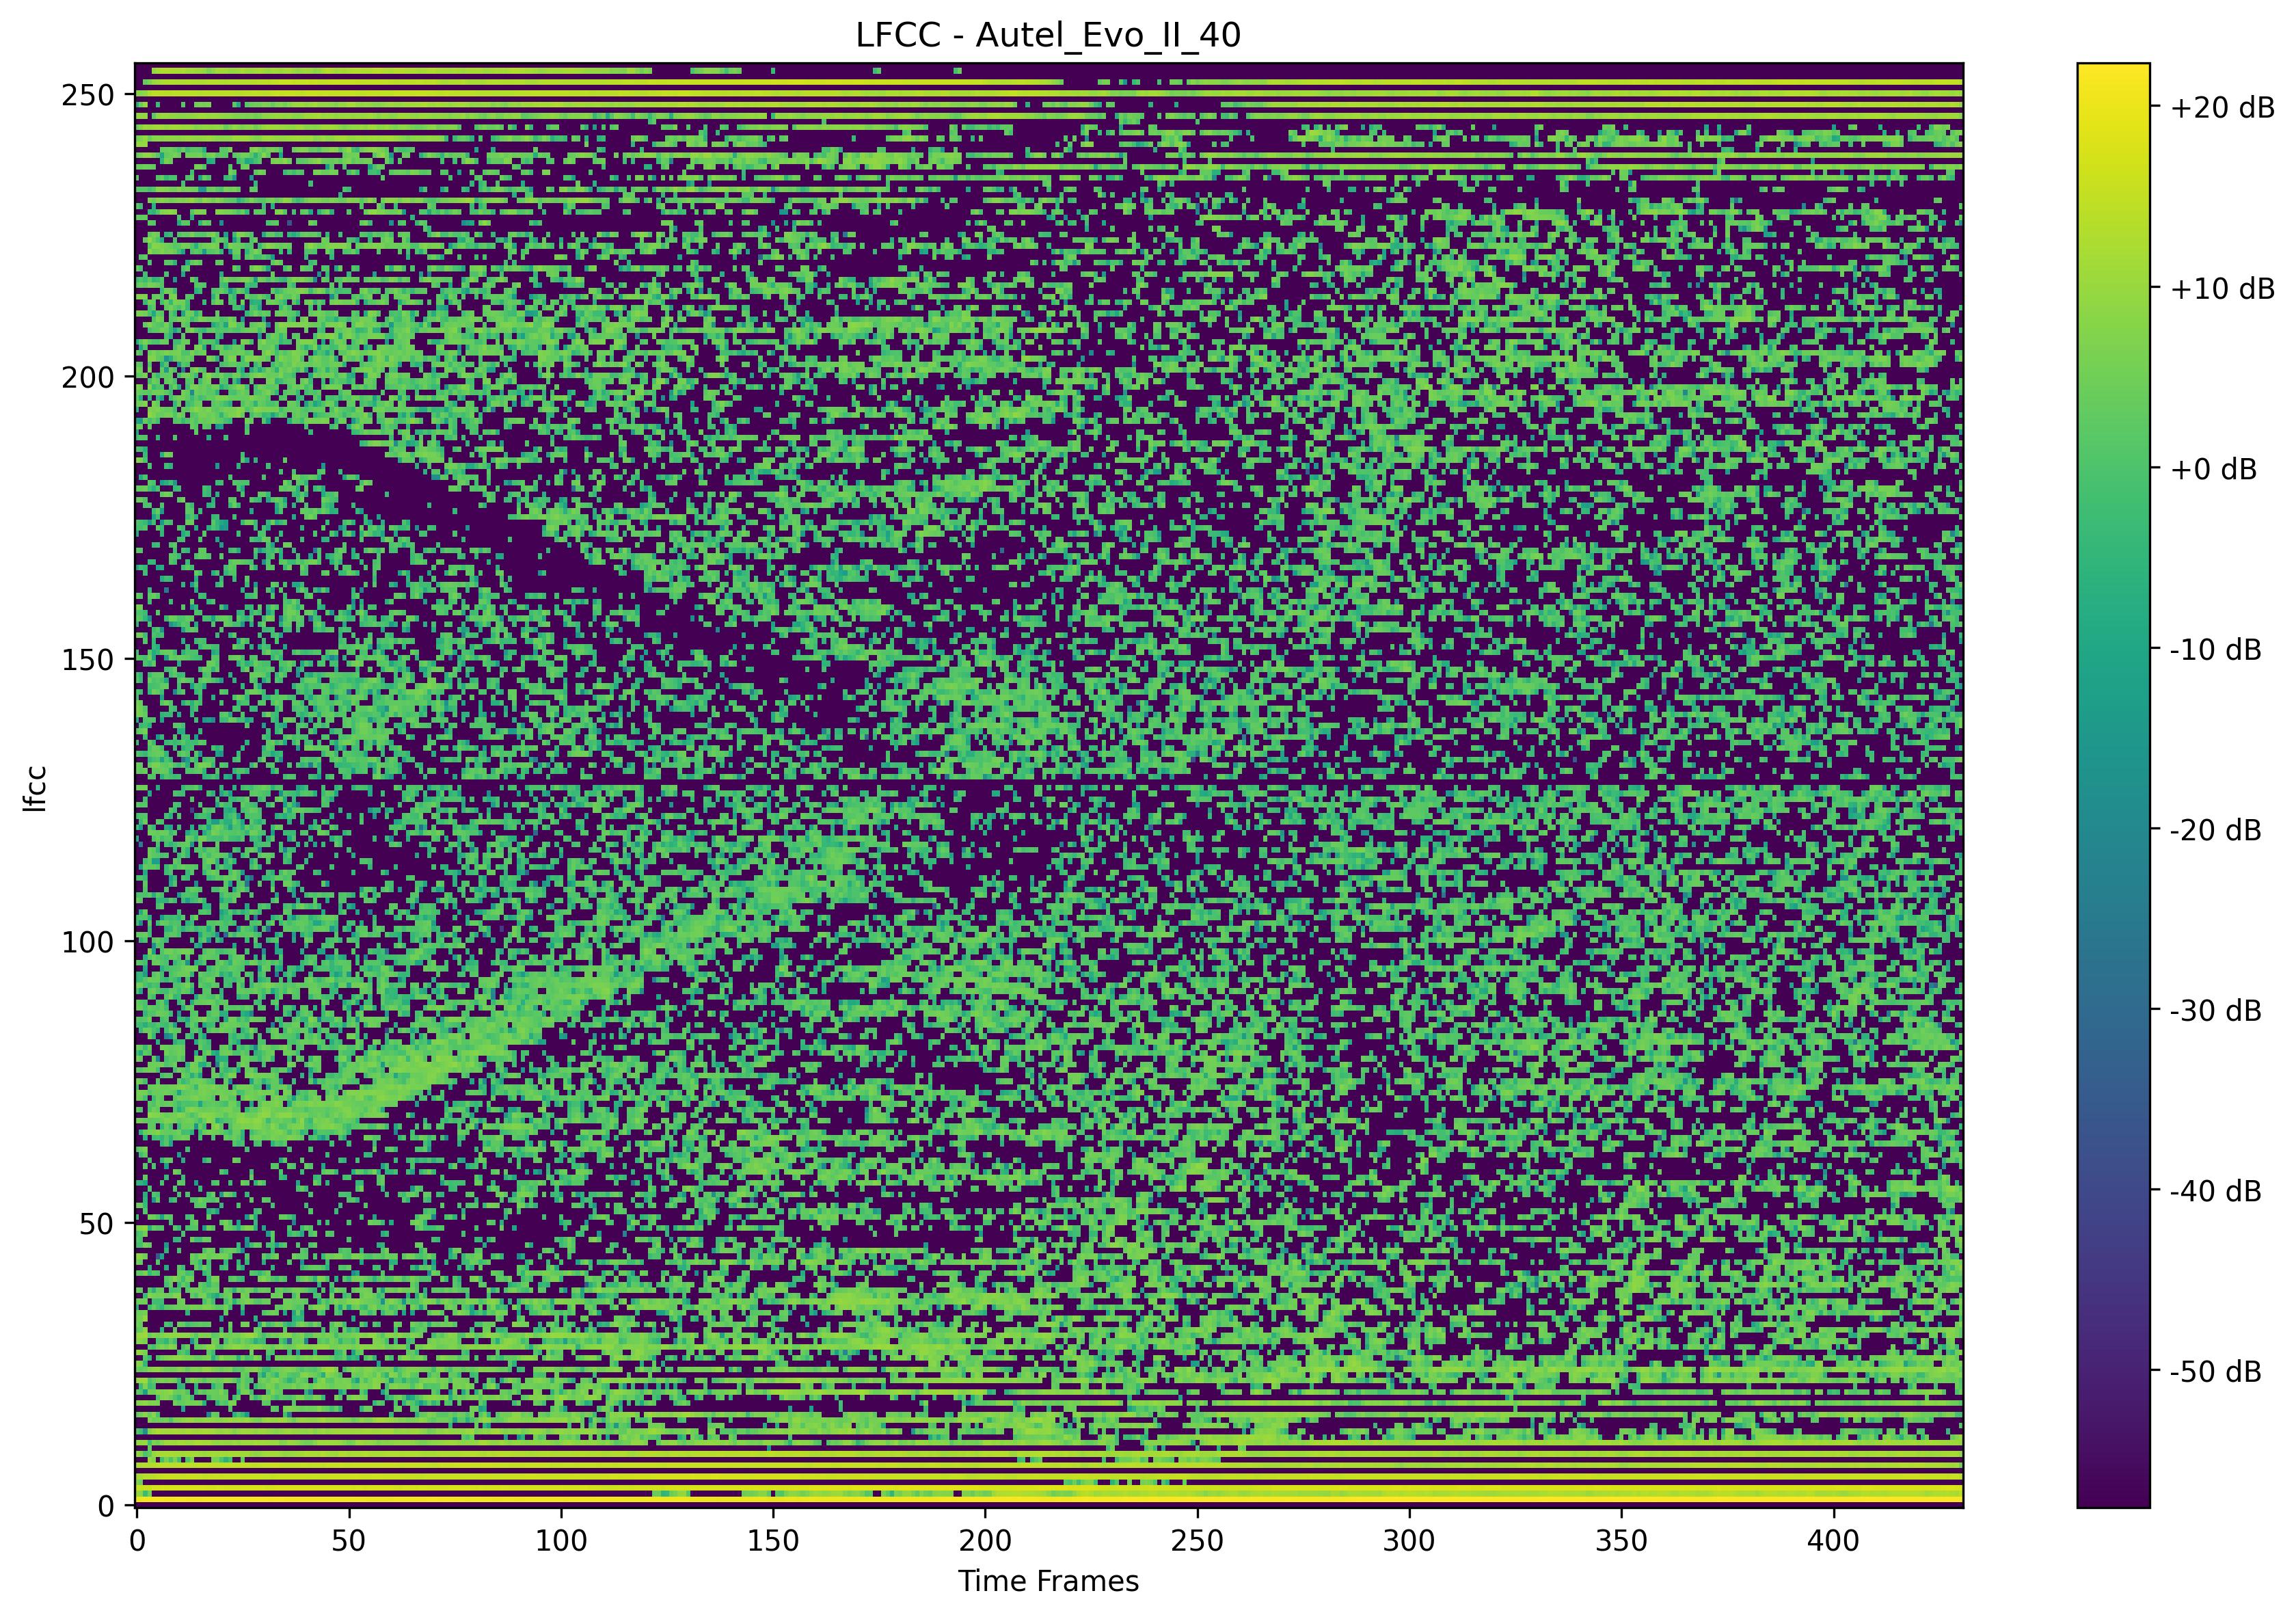 LFCC - Autel_Evo_II_40
250
200
150
100
50
0
lfcc
0 50 100 150 200 250 300 350 400
Time Frames
+20 dB
+10 dB
+0 dB
-10 dB
-20 dB
-30 dB
-40 dB
-50 dB